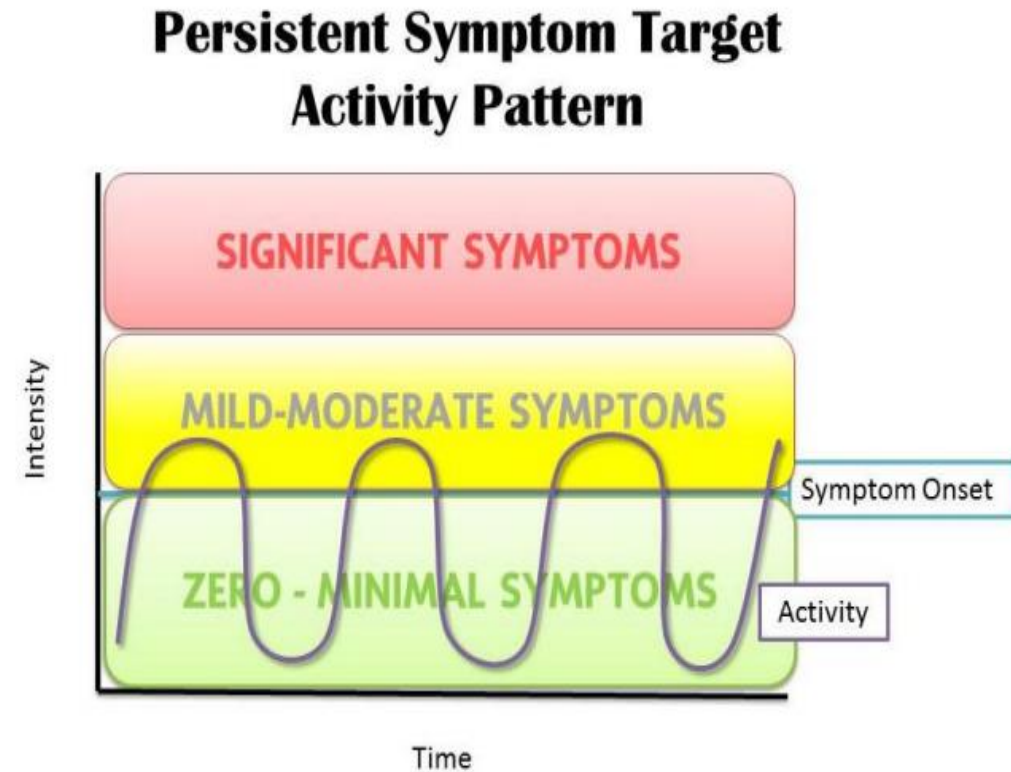 Persistent Symptom Target
Activity Pattern
SIGNIFICANT SYMPTOMS
MILD-MODERATE SYMPTOMS
Intensity
Symptom Onset
ZERO - MINIMAL SYMPTOMS
Activity
Time